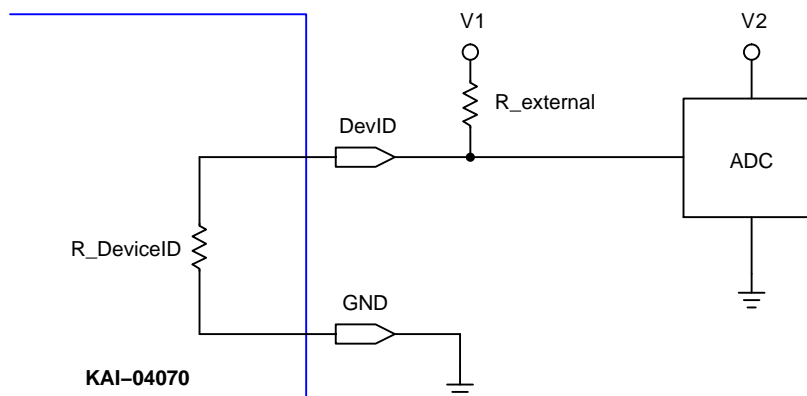 V1
V2
R_external
DevID
ADC
R_DeviceID
GND
KAI–04070